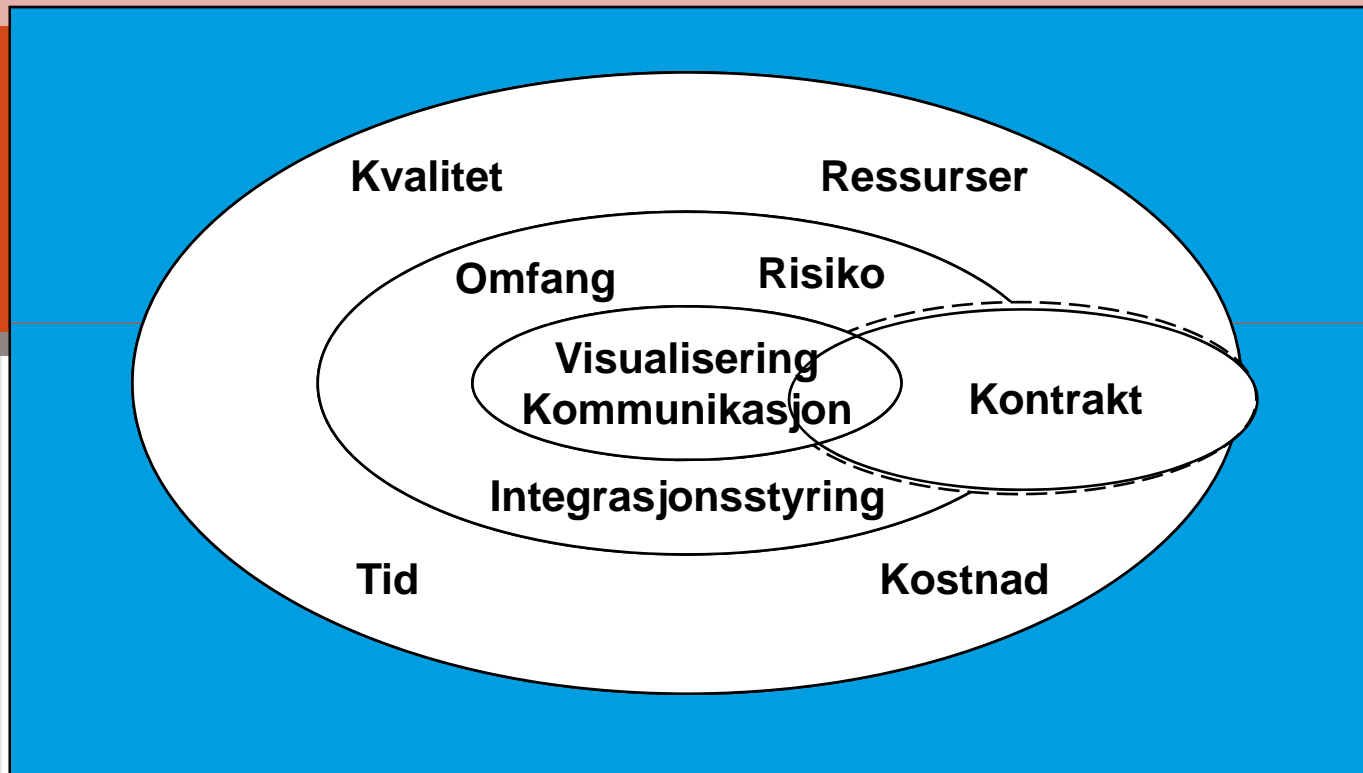 Kvalitet
Ressurser
Omfang
Risiko
Visualisering
Kommunikasjon
Kontrakt
Integrasjonsstyring
Tid
Kostnad